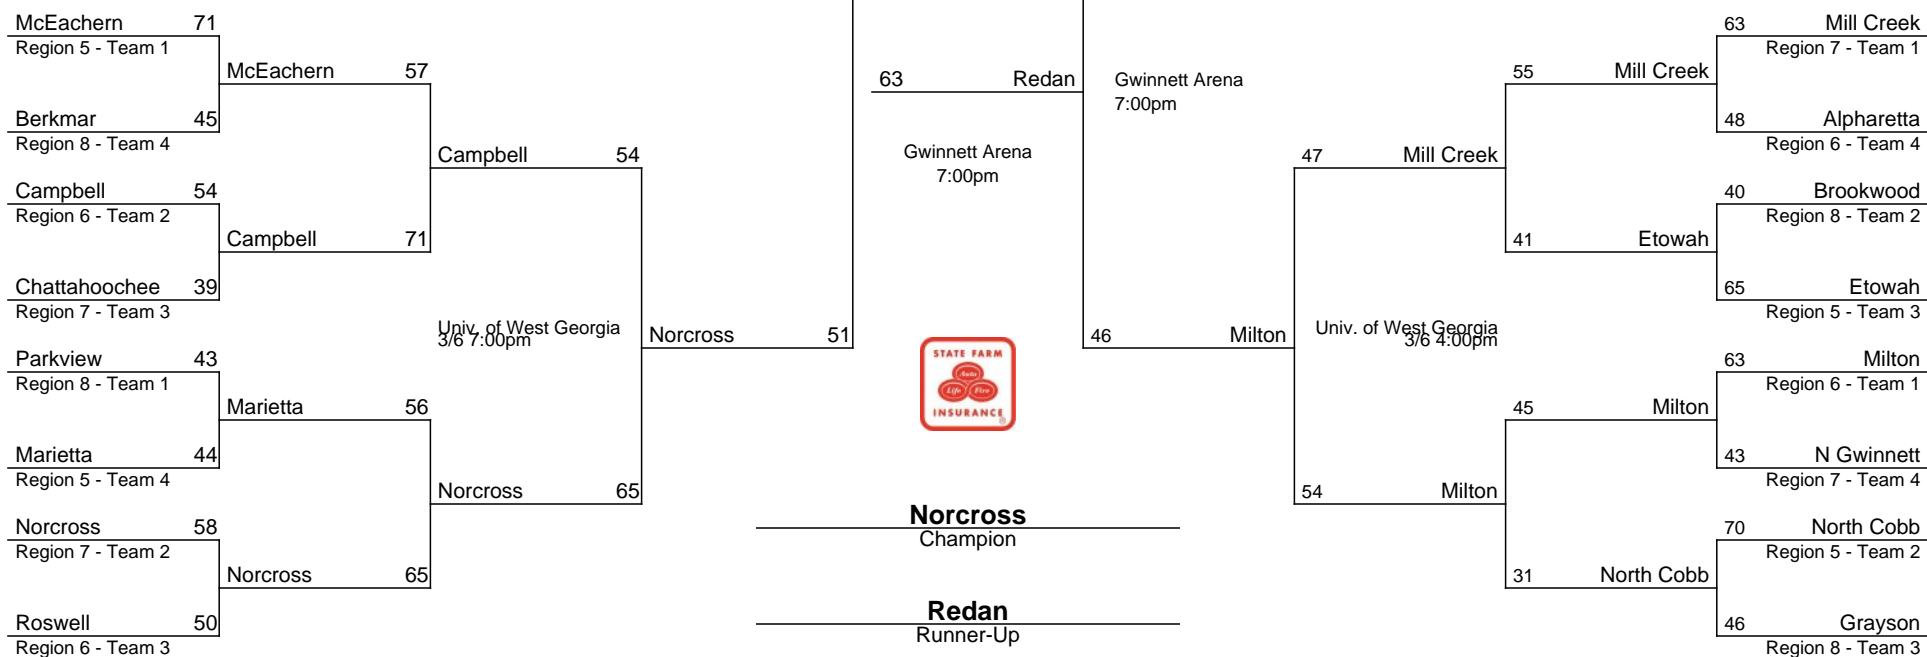 McEachern 71
Region 5 - Team 1
McEachern 57
Berkmar 45
Region 8 - Team 4
Campbell 54
Campbell 54
Region 6 - Team 2
Campbell 71
Chattahoochee 39
Region 7 - Team 3
Univ. of West Georgia
3/6 7:00pm
Norcross 51
Parkview 43
Region 8 - Team 1
Marietta 56
Marietta 44
Region 5 - Team 4
Norcross 65
Norcross 58
Region 7 - Team 2
Norcross 65
Roswell 50
Region 6 - Team 3
63 Redan
Gwinnett Arena
7:00pm
Gwinnett Arena
7:00pm
STATE FARM
Auto
Life Fire
INSURANCE
®
Norcross
Champion
Redan
Runner-Up
63 Mill Creek
Region 7 - Team 1
55 Mill Creek
48 Alpharetta
Region 6 - Team 4
47 Mill Creek
40 Brookwood
Region 8 - Team 2
41 Etowah
65 Etowah
Region 5 - Team 3
46 Milton
Univ. of West Georgia
3/6 4:00pm
63 Milton
Region 6 - Team 1
45 Milton
43 N Gwinnett
Region 7 - Team 4
54 Milton
70 North Cobb
Region 5 - Team 2
31 North Cobb
46 Grayson
Region 8 - Team 3